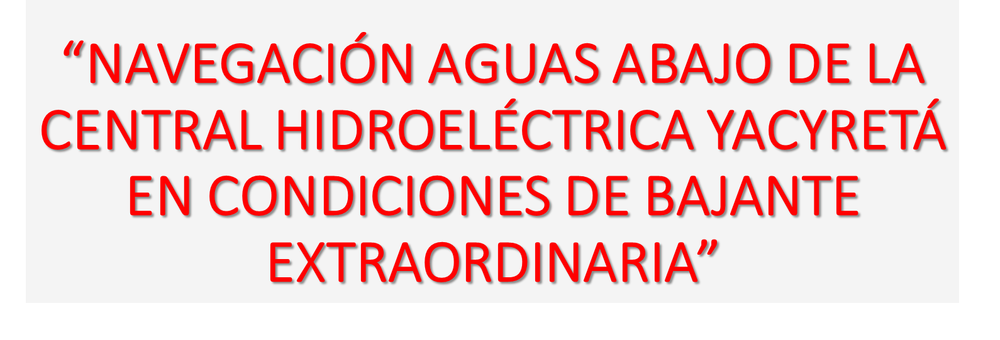 “NAVEGACIÓN AGUAS ABAJO DE LA
CENTRAL HIDROELÉCTRICA YACYRETÁ
EN CONDICIONES DE BAJANTE
EXTRAORDINARIA”